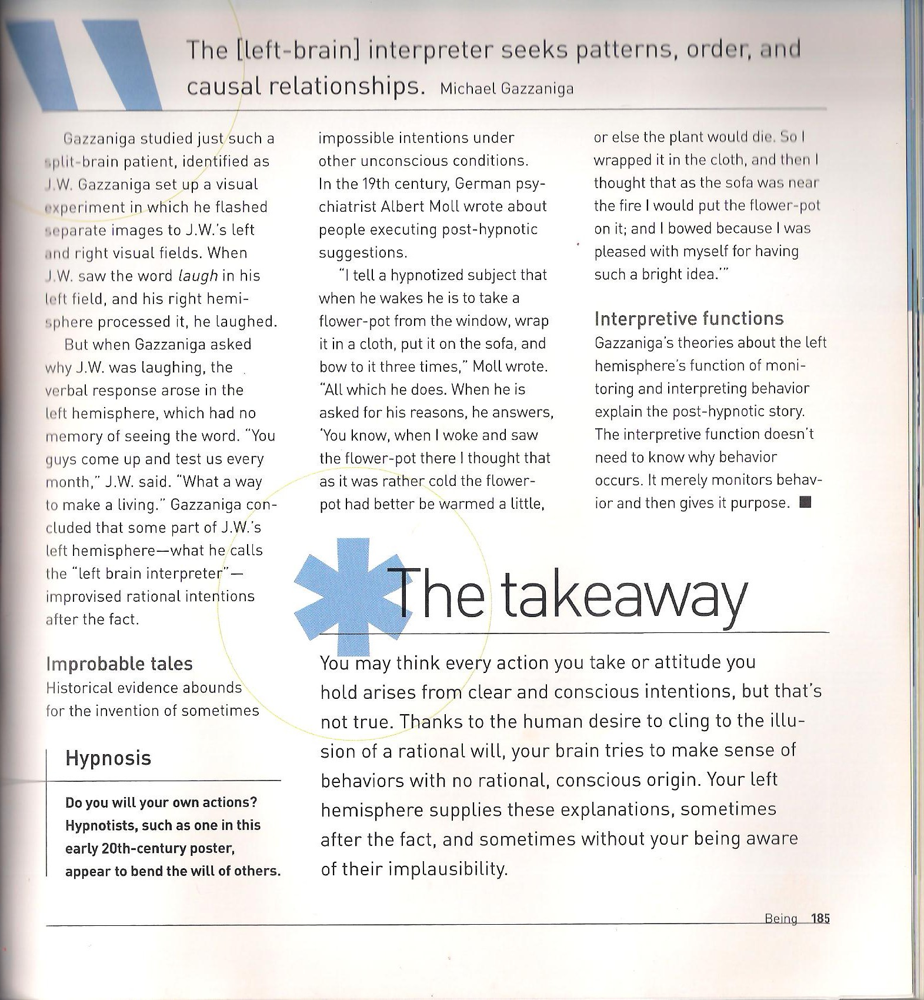 The [left-brain] interpreter seeks patterns, order, and
causal relationships. Michael Gazzaniga
Gazzaniga studied just such a
split-brain patient, identified as
J.W. Gazzaniga set up a visual
experiment in which he flashed
separate images to J.W.'s left
and right visual fields. When
J.W. saw the word laugh in his
left field, and his right hemi-
sphere processed it, he laughed.
But when Gazzaniga asked
why J.W. was laughing, the
verbal response arose in the
left hemisphere, which had no
memory of seeing the word. “You
guys come up and test us every
month,” J.W. said. “What a way
to make a living.” Gazzaniga con-
cluded that some part of J.W.'s
left hemisphere—what he calls
the “left brain interpreter”—
improvised rational intentions
after the fact.
Improbable tales
Historical evidence abounds
for the invention of sometimes
impossible intentions under
other unconscious conditions.
In the 19th century, German psy-
chiatrist Albert Moll wrote about
people executing post-hypnotic
suggestions.
“I tell a hypnotized subject that
when he wakes he is to take a
flower-pot from the window, wrap
it in a cloth, put it on the sofa, and
bow to it three times,” Moll wrote.
“All which he does. When he is
asked for his reasons, he answers,
‘You know, when I woke and saw
the flower-pot there I thought that
as it was rather cold the flower-
pot had better be warmed a little,
or else the plant would die. So I
wrapped it in the cloth, and then I
thought that as the sofa was near
the fire I would put the flower-pot
on it; and I bowed because I was
pleased with myself for having
such a bright idea.’”
Interpretive functions
Gazzaniga's theories about the left
hemisphere's function of moni-
toring and interpreting behavior
explain the post-hypnotic story.
The interpretive function doesn't
need to know why behavior
occurs. It merely monitors behav-
ior and then gives it purpose. ■
Hypnosis
Do you will your own actions?
Hypnotists, such as one in this
early 20th-century poster,
appear to bend the will of others.
The takeaway
You may think every action you take or attitude you
hold arises from clear and conscious intentions, but that's
not true. Thanks to the human desire to cling to the illu-
sion of a rational will, your brain tries to make sense of
behaviors with no rational, conscious origin. Your left
hemisphere supplies these explanations, sometimes
after the fact, and sometimes without your being aware
of their implausibility.
Being 185